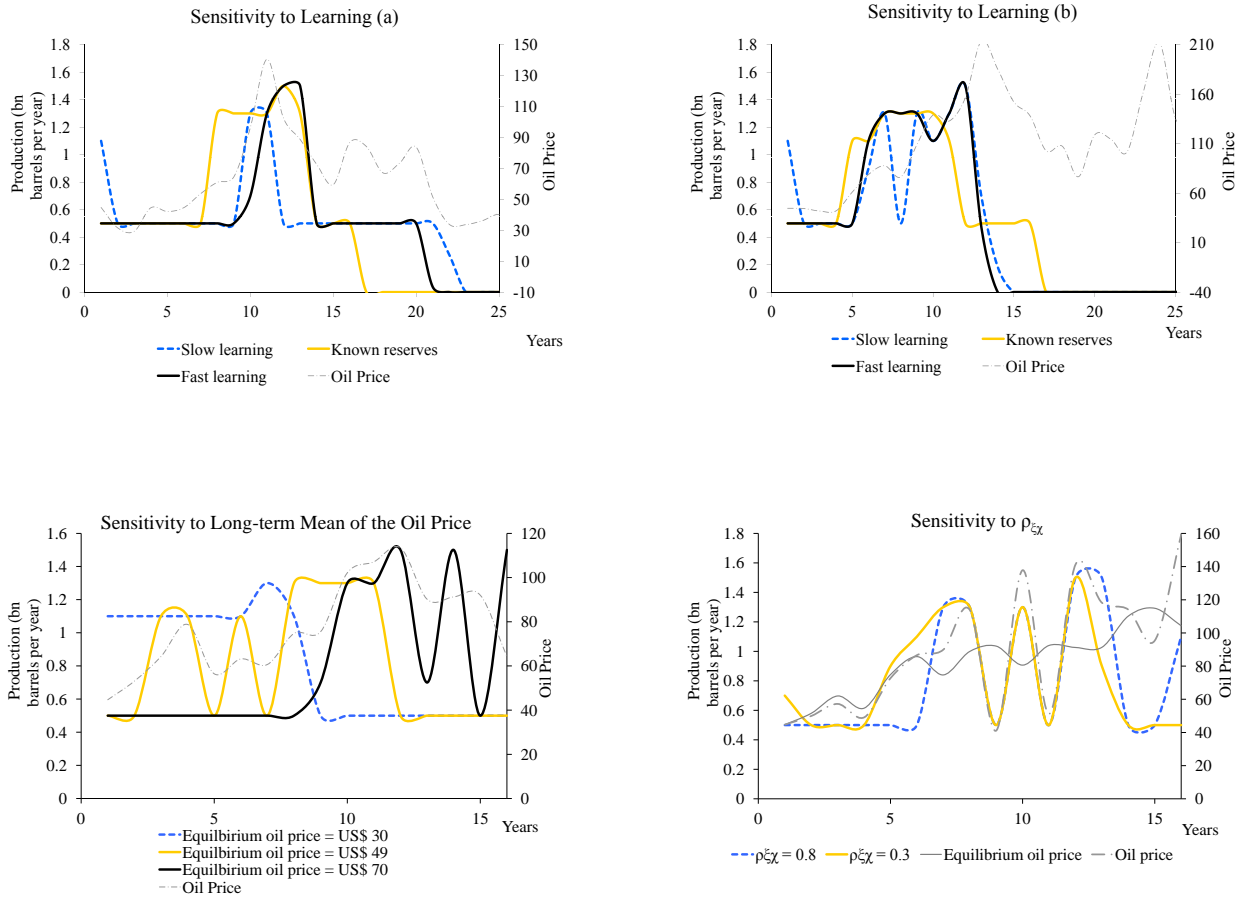 Sensitivity to Learning (a)
Production (bn
barrels per year)
1.8
1.6
1.4
1.2
1
0.8
0.6
0.4
0.2
0
150
130
110
90
70
50
30
10
-10
Oil Price
0 5 10 15 20 25
Years
Slow learning Known reserves
Fast learning Oil Price
Sensitivity to Learning (b)
Production (bn
barrels per year)
1.8
1.6
1.4
1.2
1
0.8
0.6
0.4
0.2
0
210
160
110
60
10
-40
Oil Price
0 5 10 15 20 25
Years
Slow learning Known reserves
Fast learning Oil Price
Sensitivity to Long-term Mean of the Oil Price
Production (bn
barrels per year)
1.6
1.4
1.2
1
0.8
0.6
0.4
0.2
0
120
100
80
60
40
20
0
Oil Price
0 5 10 15
Years
Equilbirium oil price = US$ 30
Equilbirium oil price = US$ 49
Equilbirium oil price = US$ 70
Oil Price
Sensitivity to ρξχ
Production (bn
barrels per year)
1.8
1.6
1.4
1.2
1
0.8
0.6
0.4
0.2
0
160
140
120
100
80
60
40
20
0
Oil Price
0 5 10 15
Years
ρξχ = 0.8 ρξχ = 0.3 Equilibrium oil price Oil price